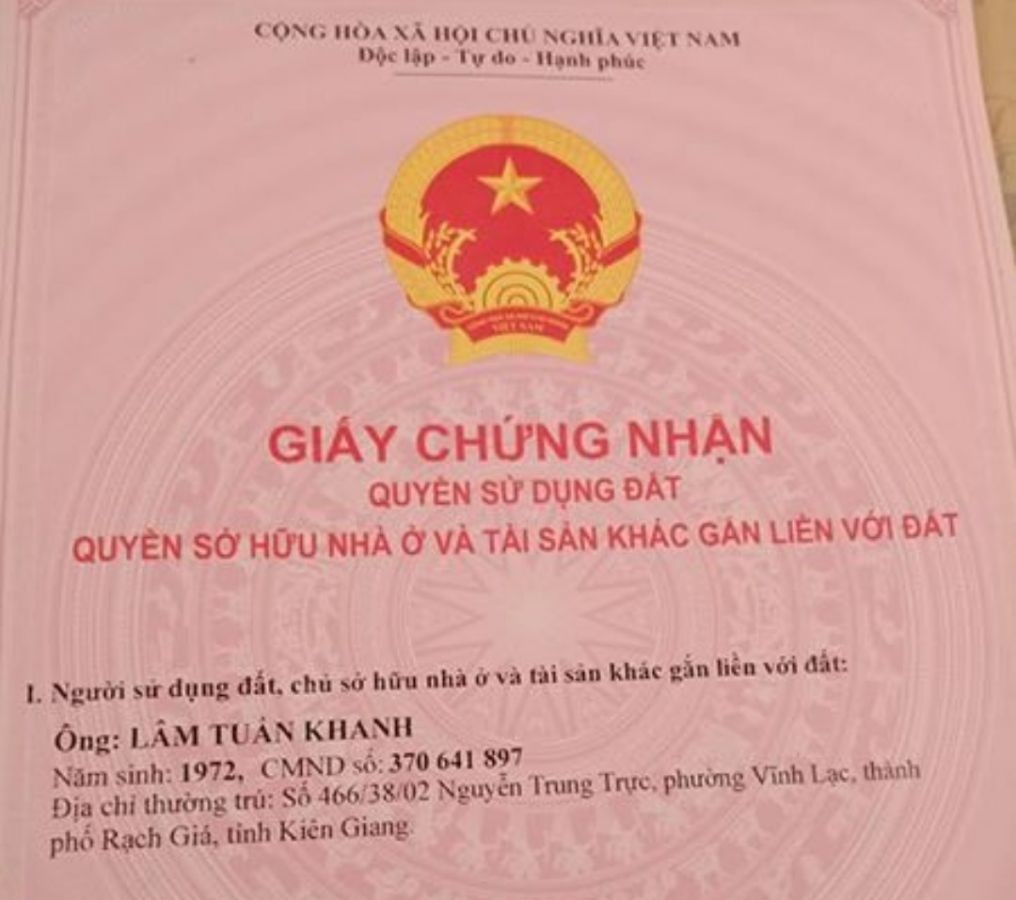 CỘNG HÒA XÃ HỘI CHỦ NGHĨA VIỆT NAM
Độc lập - Tự do - Hạnh phúc
VIỆT NAM
GIẤY CHỨNG NHẬN
QUYỀN SỬ DỤNG ĐẤT
QUYỀN SỞ HỮU NHÀ Ở VÀ TÀI SẢN KHÁC GẮN LIỀN VỚI ĐẤT
I. Người sử dụng đất, chủ sở hữu nhà ở và tài sản khác gắn liền với đất:
Ông: LÂM TUẤN KHANH
Năm sinh: 1972, CMND số: 370 641 897
Địa chỉ thường trú: Số 466/38/02 Nguyễn Trung Trực, phường Vĩnh Lạc, thành
phố Rạch Giá, tỉnh Kiên Giang